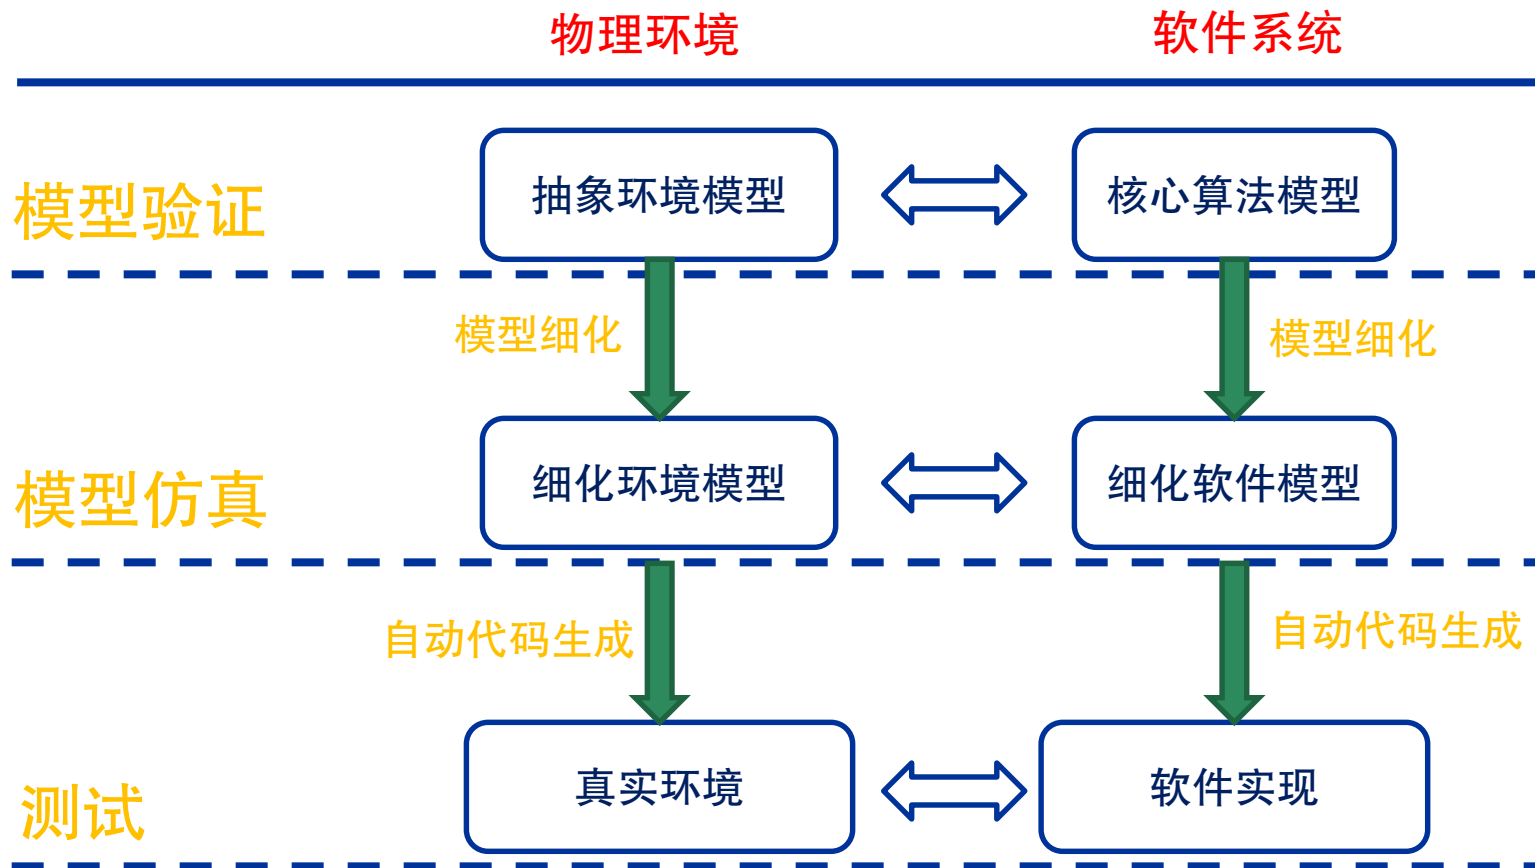 物理环境
软件系统
模型验证
抽象环境模型
核心算法模型
模型细化
模型细化
模型仿真
细化环境模型
细化软件模型
自动代码生成
自动代码生成
测试
真实环境
软件实现